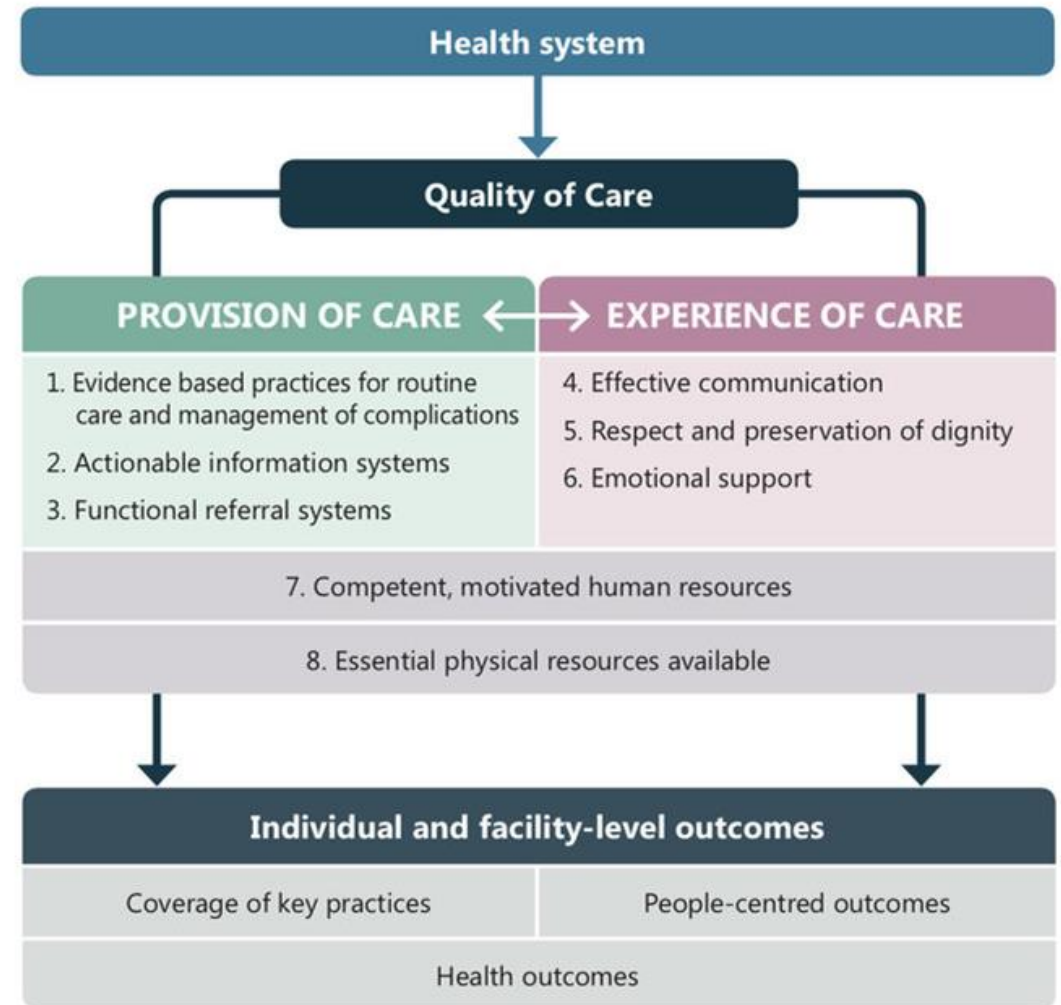 Health system
Quality of Care
PROVISION OF CARE
EXPERIENCE OF CARE
1. Evidence based practices for routine
care and management of complications
2. Actionable information systems
3. Functional referral systems
4. Effective communication
5. Respect and preservation of dignity
6. Emotional support
7. Competent, motivated human resources
8. Essential physical resources available
Individual and facility-level outcomes
Coverage of key practices
People-centred outcomes
Health outcomes